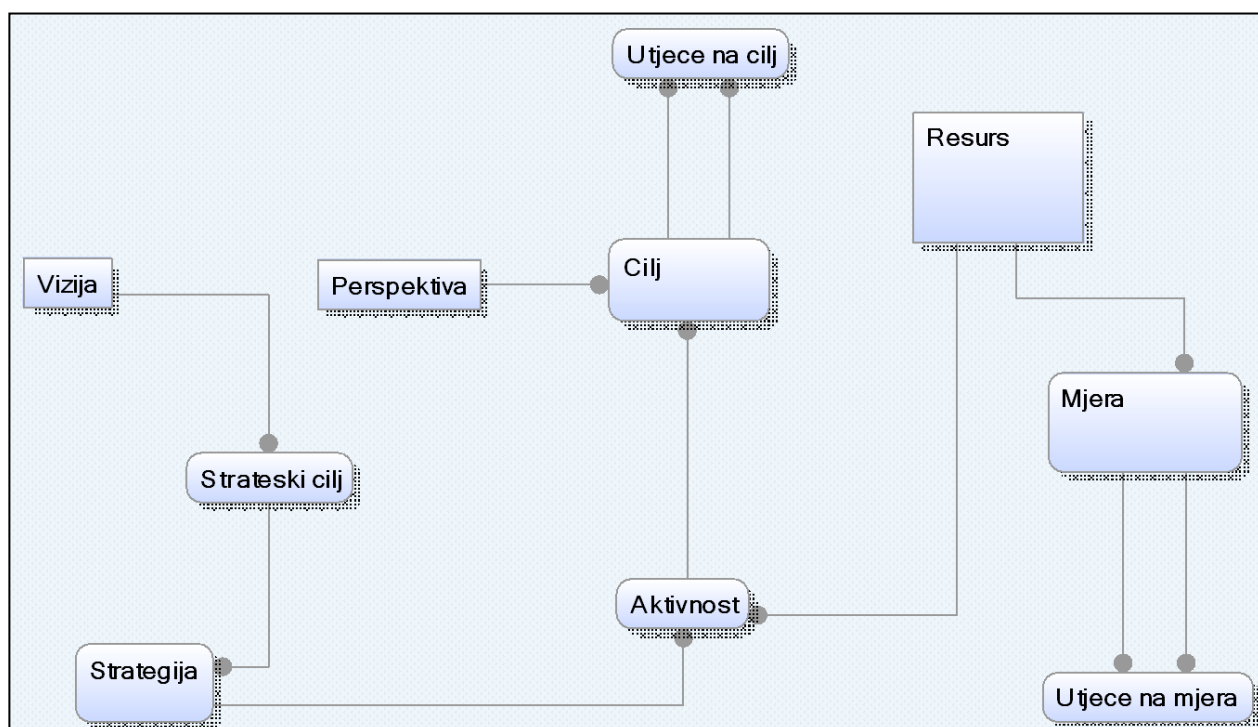 Utjece na cilj
Resurs
Vizija
Perspektiva
Cilj
Mjera
Strateski cilj
Aktivnost
Strategija
Utjece na mjera